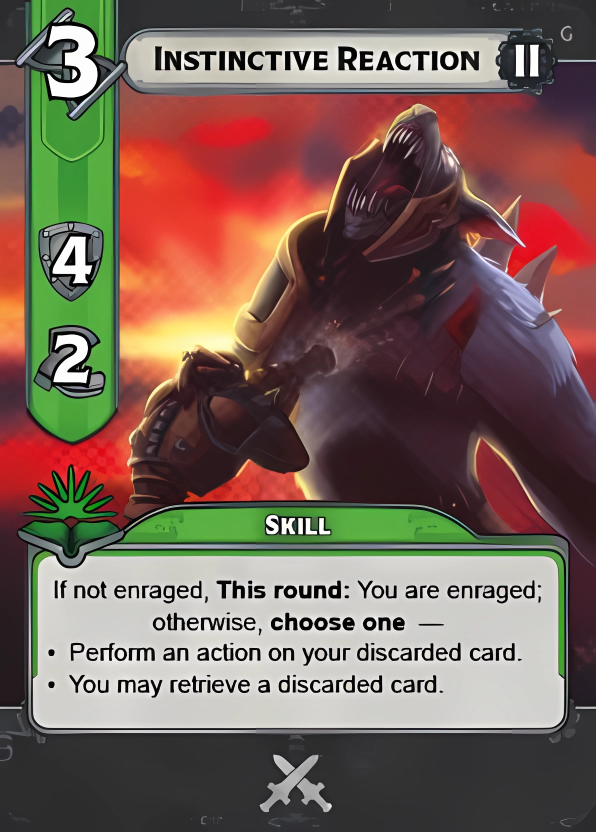 3
INSTINCTIVE REACTION
II
G
4
2
SKILL
If not enraged, This round: You are enraged;
otherwise, choose one —
• Perform an action on your discarded card.
• You may retrieve a discarded card.